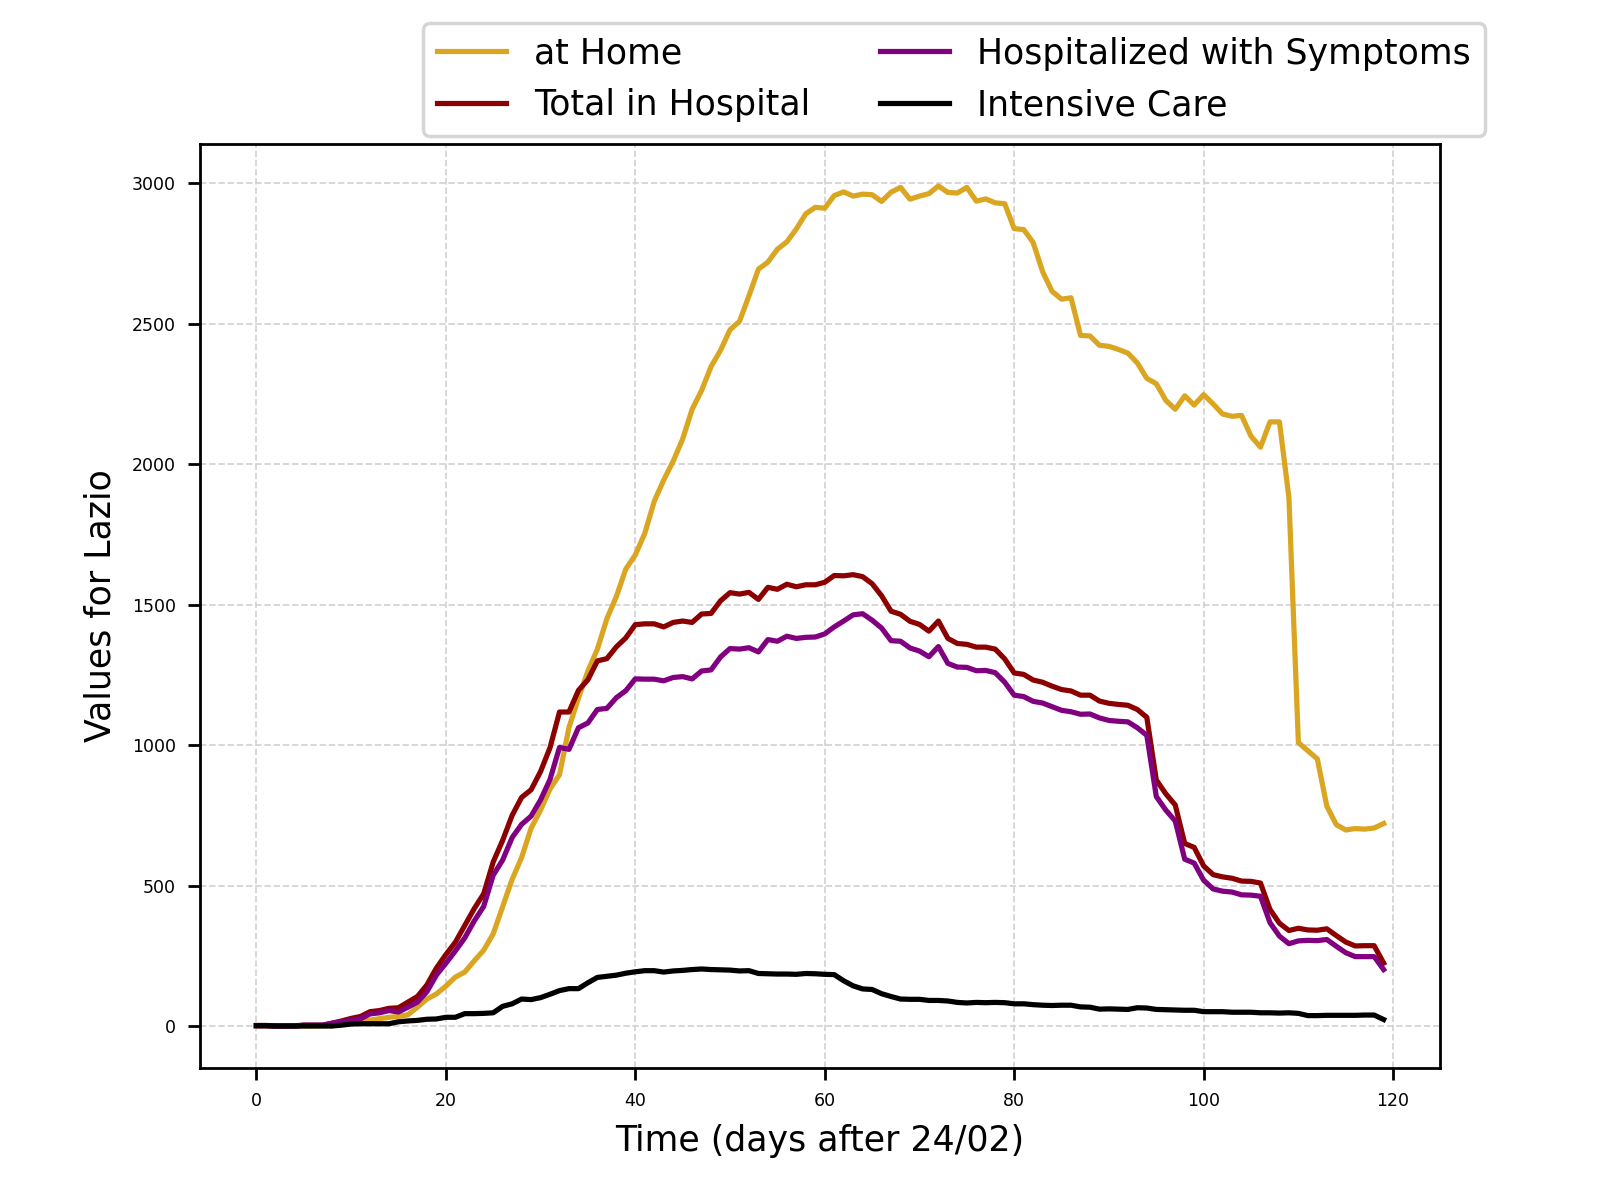 at Home
Total in Hospital
Hospitalized with Symptoms
Intensive Care
Values for Lazio
3000
2500
2000
1500
1000
500
0
0 20 40 60 80 100 120
Time (days after 24/02)